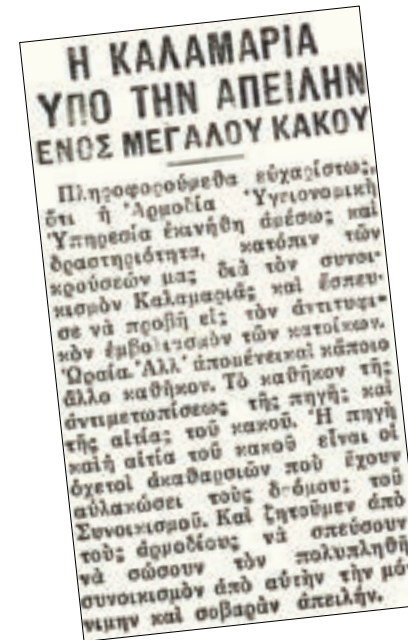 Η ΚΑΛΑΜΑΡΙΑ
ΥΠΟ ΤΗΝ ΑΠΕΙΛΗΝ
ΕΝΟΣ ΜΕΓΑΛΟΥ ΚΑΚΟΥ
Πληροφορούμεθα εὐχαρίστως,
ὅτι ἡ Ἁρμοδία Ὑγειονομικὴ
Ὑπηρεσία ἐκινήθη ἀμέσως καὶ
δραστηριότητα, κατόπιν τῶν
κρούσεών μας διὰ τὸν συνοι-
κισμὸν Καλαμαριᾶς καὶ ἔσπευ-
σε νὰ προβῇ εἰς τὸν ἀντιτυφι-
κὸν ἐμβολιασμὸν τῶν κατοίκων.
Ὡραῖα. Ἀλλ' ἀπομένει καὶ κάποιο
ἄλλο καθῆκον. Τὸ καθῆκον τῆς
ἀντιμετωπίσεως τῆς πηγῆς καὶ
τῆς αἰτίας τοῦ κακοῦ. Ἡ πηγὴ
καὶ ἡ αἰτία τοῦ κακοῦ εἶναι οἱ
ὀχετοὶ ἀκαθαρσιῶν ποὺ ἔχουν
αὐλακώσει τοὺς δρόμους τοῦ
Συνοικισμοῦ. Καὶ ζητοῦμεν ἀπὸ
τοὺς ἁρμοδίους νὰ σπεύσουν
νὰ σώσουν τὸν πολυπληθῆ
συνοικισμὸν ἀπὸ αὐτὴν τὴν μό-
νιμην καὶ σοβαρὰν ἀπειλήν.